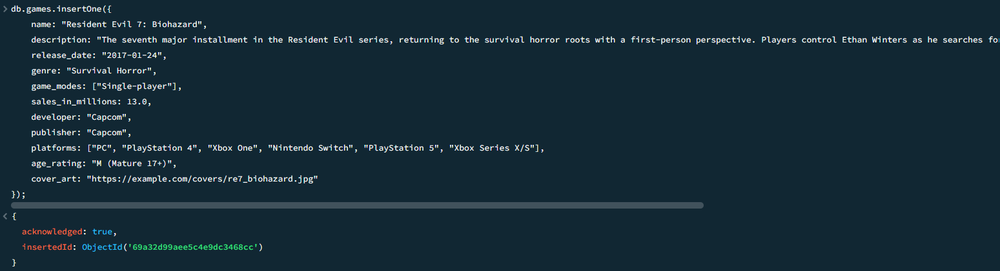 db.games.insertOne({
name: "Resident Evil 7: Biohazard",
description: "The seventh major installment in the Resident Evil series, returning to the survival horror roots with a first-person perspective. Players control Ethan Winters as he searches
release_date: "2017-01-24",
genre: "Survival Horror",
game_modes: ["Single-player"],
sales_in_millions: 13.0,
developer: "Capcom",
publisher: "Capcom",
platforms: ["PC", "PlayStation 4", "Xbox One", "Nintendo Switch", "PlayStation 5", "Xbox Series X/S"],
age_rating: "M (Mature 17+)",
cover_art: "https://example.com/covers/re7_biohazard.jpg"
});
{
acknowledged: true,
insertedId: ObjectId('69a32d99aee5c4e9dc3468cc')
}